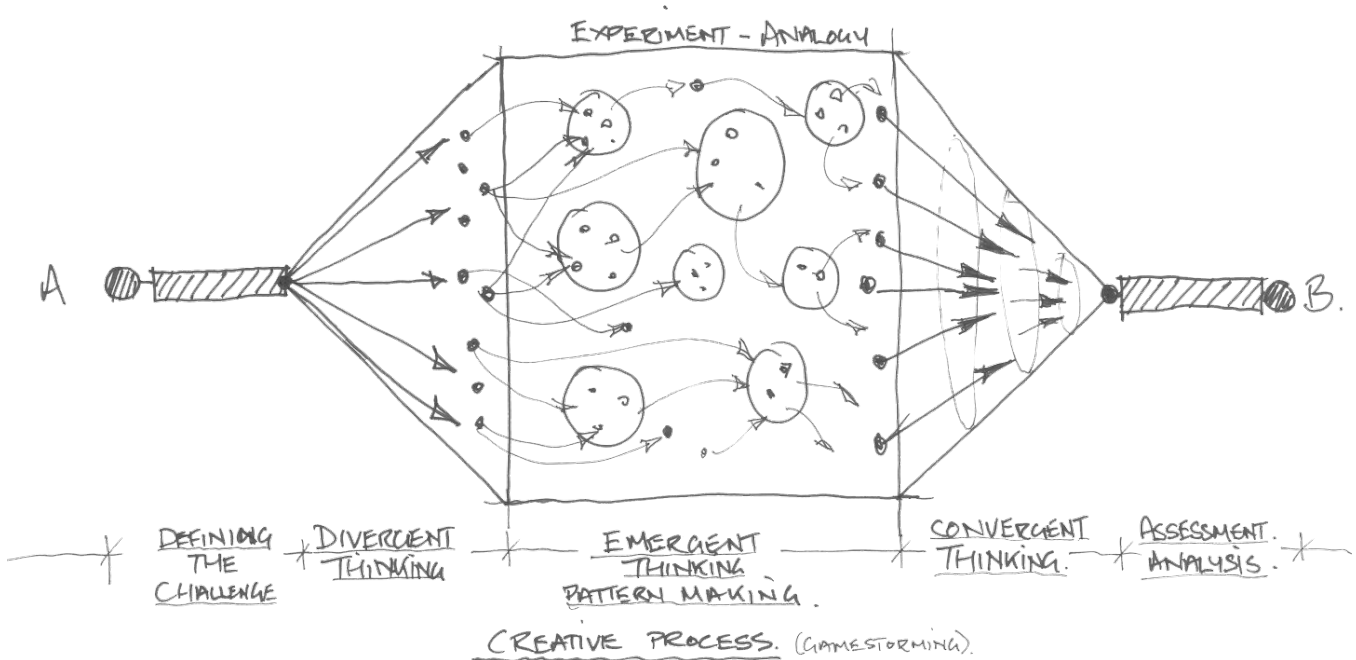 EXPERIMENT - ANALOGY
A
B.
DEFINING
THE
CHALLENGE
DIVERGENT
THINKING
EMERGENT
THINKING
PATTERN MAKING.
CONVERGENT
THINKING.
ASSESSMENT.
ANALYSIS.
CREATIVE PROCESS. (GAMESTORMING).